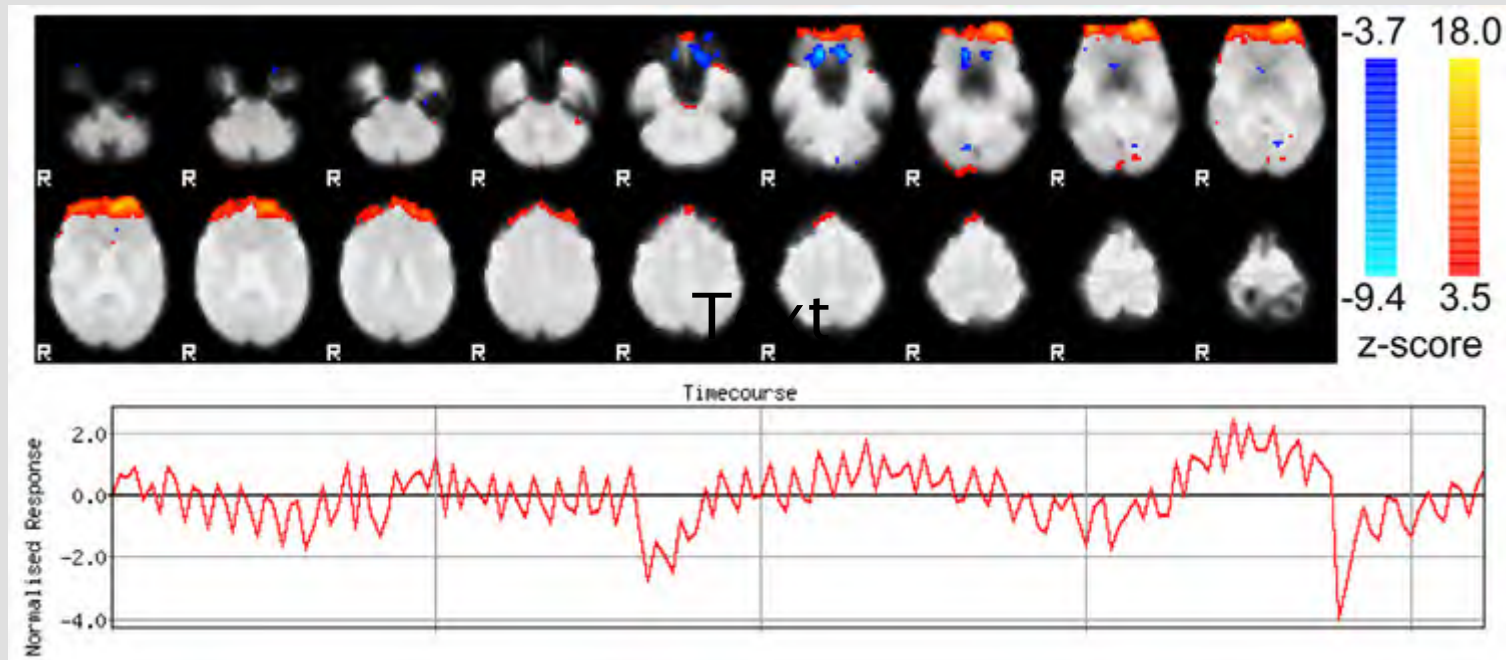 -3.7 18.0
R R R R R R R R R
-9.4 3.5
z-score
R R R R R R R R R
Timecourse
Normalised Response
2.0
0.0
-2.0
-4.0